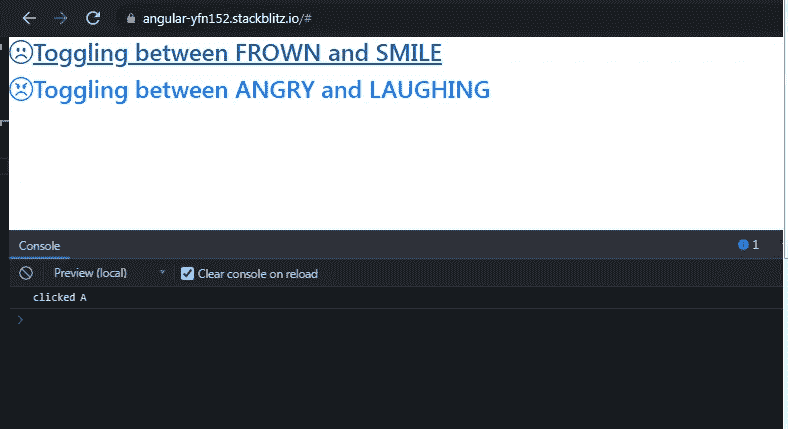 angular-yfn152.stackblitz.io/#
Toggling between FROWN and SMILE
Toggling between ANGRY and LAUGHING
Console
1
Preview (local)
Clear console on reload
clicked A